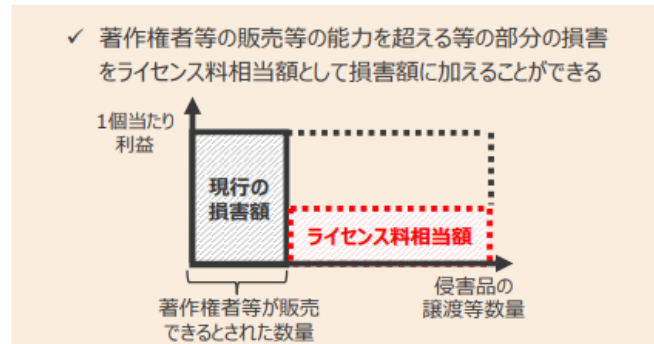 ✓ 著作権者等の販売等の能力を超える等の部分の損害
をライセンス料相当額として損害額に加えることができる
1個当たり
利益
現行の
損害額
ライセンス料相当額
侵害品の
譲渡等数量
著作権者等が販売
できるとされた数量